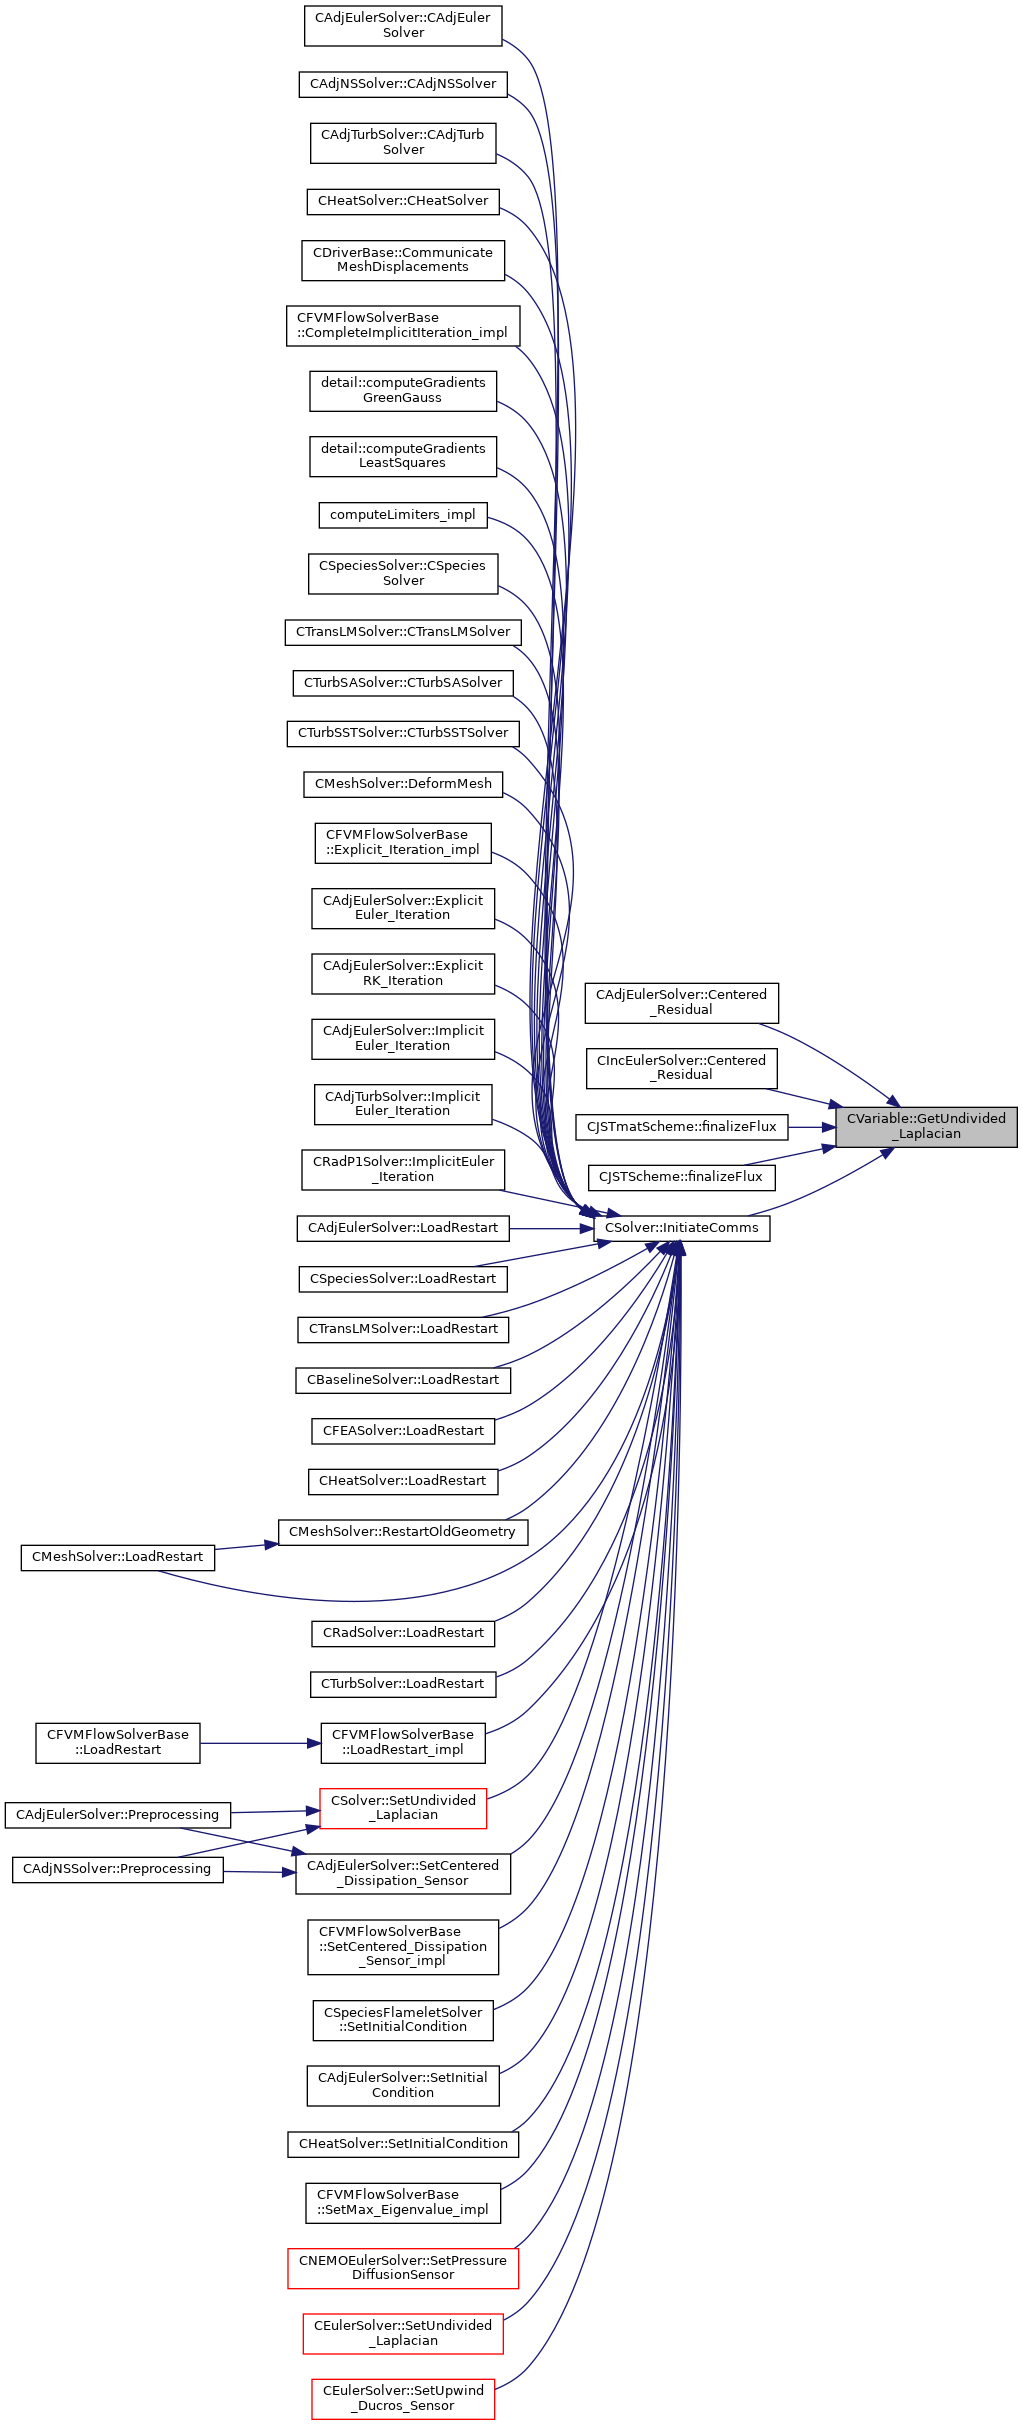 CAdjEulerSolver::CAdjEuler
Solver
CAdjNSSolver::CAdjNSSolver
CAdjTurbSolver::CAdjTurb
Solver
CHeatSolver::CHeatSolver
CDriverBase::Communicate
MeshDisplacements
CFVMFlowSolverBase
::CompleteImplicitIteration_impl
detail::computeGradients
GreenGauss
detail::computeGradients
LeastSquares
computeLimiters_impl
CSpeciesSolver::CSpecies
Solver
CTransLMSolver::CTransLMSolver
CTurbSASolver::CTurbSASolver
CTurbSSTSolver::CTurbSSTSolver
CMeshSolver::DeformMesh
CFVMFlowSolverBase
::Explicit_Iteration_impl
CAdjEulerSolver::Explicit
Euler_Iteration
CAdjEulerSolver::Explicit
RK_Iteration
CAdjEulerSolver::Implicit
Euler_Iteration
CAdjTurbSolver::Implicit
Euler_Iteration
CRadP1Solver::ImplicitEuler
_Iteration
CAdjEulerSolver::LoadRestart
CSpeciesSolver::LoadRestart
CTransLMSolver::LoadRestart
CBaselineSolver::LoadRestart
CFEASolver::LoadRestart
CHeatSolver::LoadRestart
CMeshSolver::RestartOldGeometry
CMeshSolver::LoadRestart
CRadSolver::LoadRestart
CTurbSolver::LoadRestart
CFVMFlowSolverBase
::LoadRestart
CFVMFlowSolverBase
::LoadRestart_impl
CSolver::SetUndivided
_Laplacian
CAdjEulerSolver::Preprocessing
CAdjNSSolver::Preprocessing
CAdjEulerSolver::SetCentered
_Dissipation_Sensor
CFVMFlowSolverBase
::SetCentered_Dissipation
_Sensor_impl
CSpeciesFlameletSolver
::SetInitialCondition
CAdjEulerSolver::SetInitial
Condition
CHeatSolver::SetInitialCondition
CFVMFlowSolverBase
::SetMax_Eigenvalue_impl
CNEMOEulerSolver::SetPressure
DiffusionSensor
CEulerSolver::SetUndivided
_Laplacian
CEulerSolver::SetUpwind
_Ducros_Sensor
CAdjEulerSolver::Centered
_Residual
CIncEulerSolver::Centered
_Residual
CJSTmatScheme::finalizeFlux
CJSTScheme::finalizeFlux
CSolver::InitiateComms
CVariable::GetUndivided
_Laplacian